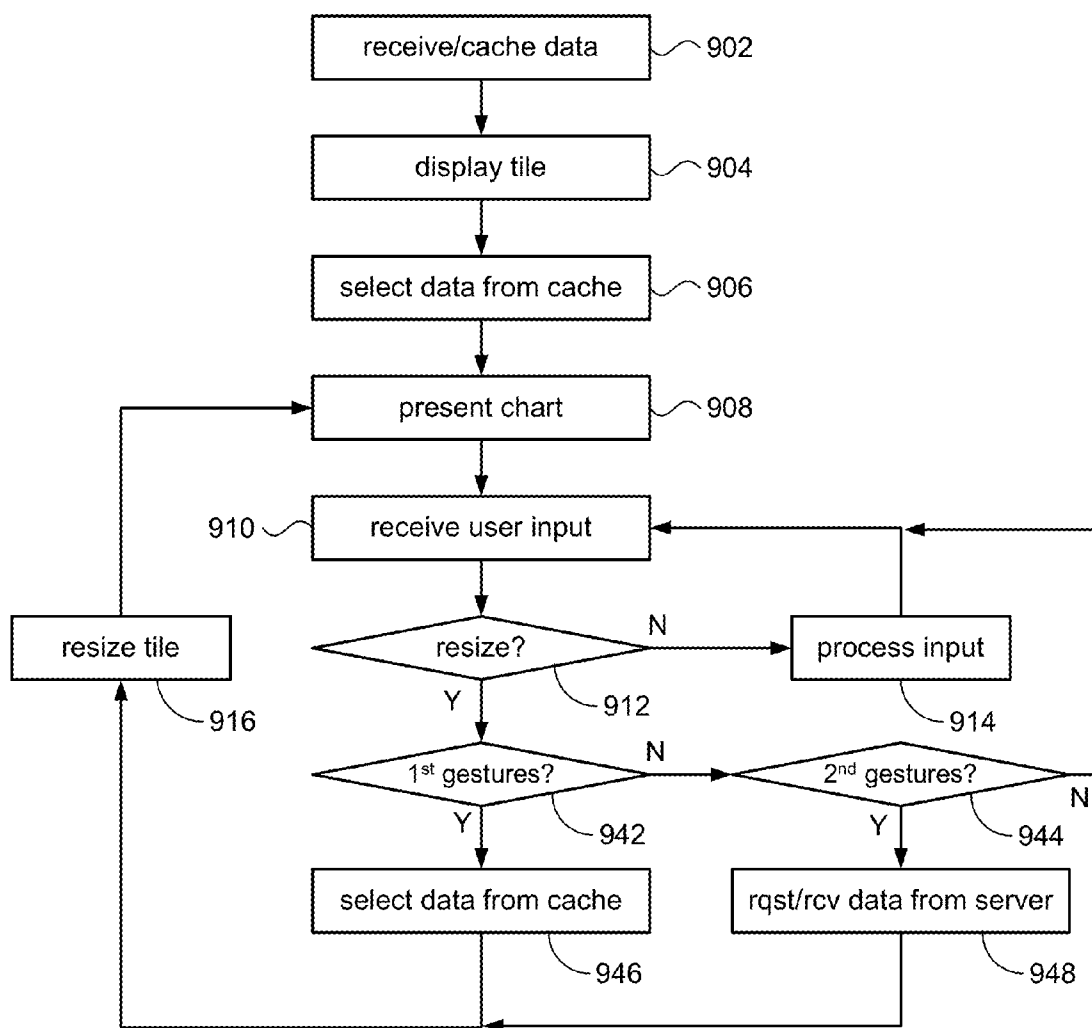 receive/cache data 902
display tile 904
select data from cache 906
present chart 908
910 receive user input
resize tile 916
resize? 912
N
Y
process input 914
1st gestures? 942
N
Y
2nd gestures? 944
N
Y
select data from cache 946
rqst/rcv data from server 948